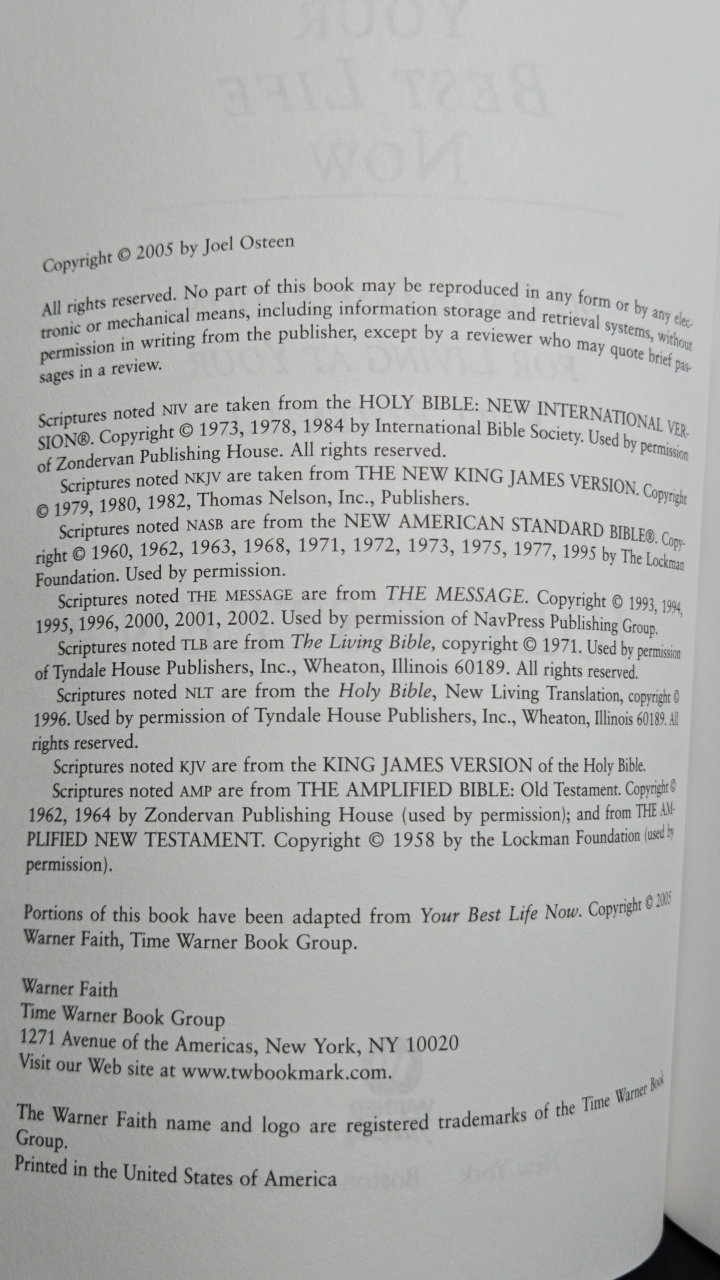 YOUR
BEST LIFE
NOW
Copyright © 2005 by Joel Osteen
All rights reserved. No part of this book may be reproduced in any form or by any elec-
tronic or mechanical means, including information storage and retrieval systems, without
permission in writing from the publisher, except by a reviewer who may quote brief pas-
sages in a review.
Scriptures noted NIV are taken from the HOLY BIBLE: NEW INTERNATIONAL VER-
SION®. Copyright © 1973, 1978, 1984 by International Bible Society. Used by permission
of Zondervan Publishing House. All rights reserved.
Scriptures noted NKJV are taken from THE NEW KING JAMES VERSION. Copyright
© 1979, 1980, 1982, Thomas Nelson, Inc., Publishers.
Scriptures noted NASB are from the NEW AMERICAN STANDARD BIBLE®. Copy-
right © 1960, 1962, 1963, 1968, 1971, 1972, 1973, 1975, 1977, 1995 by The Lockman
Foundation. Used by permission.
Scriptures noted THE MESSAGE are from THE MESSAGE. Copyright © 1993, 1994,
1995, 1996, 2000, 2001, 2002. Used by permission of NavPress Publishing Group.
Scriptures noted TLB are from The Living Bible, copyright © 1971. Used by permission
of Tyndale House Publishers, Inc., Wheaton, Illinois 60189. All rights reserved.
Scriptures noted NLT are from the Holy Bible, New Living Translation, copyright ©
1996. Used by permission of Tyndale House Publishers, Inc., Wheaton, Illinois 60189. All
rights reserved.
Scriptures noted KJV are from the KING JAMES VERSION of the Holy Bible.
Scriptures noted AMP are from THE AMPLIFIED BIBLE: Old Testament. Copyright ©
1962, 1964 by Zondervan Publishing House (used by permission); and from THE AM-
PLIFIED NEW TESTAMENT. Copyright © 1958 by the Lockman Foundation (used by
permission).
Portions of this book have been adapted from Your Best Life Now. Copyright © 2005
Warner Faith, Time Warner Book Group.
Warner Faith
Time Warner Book Group
1271 Avenue of the Americas, New York, NY 10020
Visit our Web site at www.twbookmark.com.
The Warner Faith name and logo are registered trademarks of the Time Warner Book
Group.
Printed in the United States of America